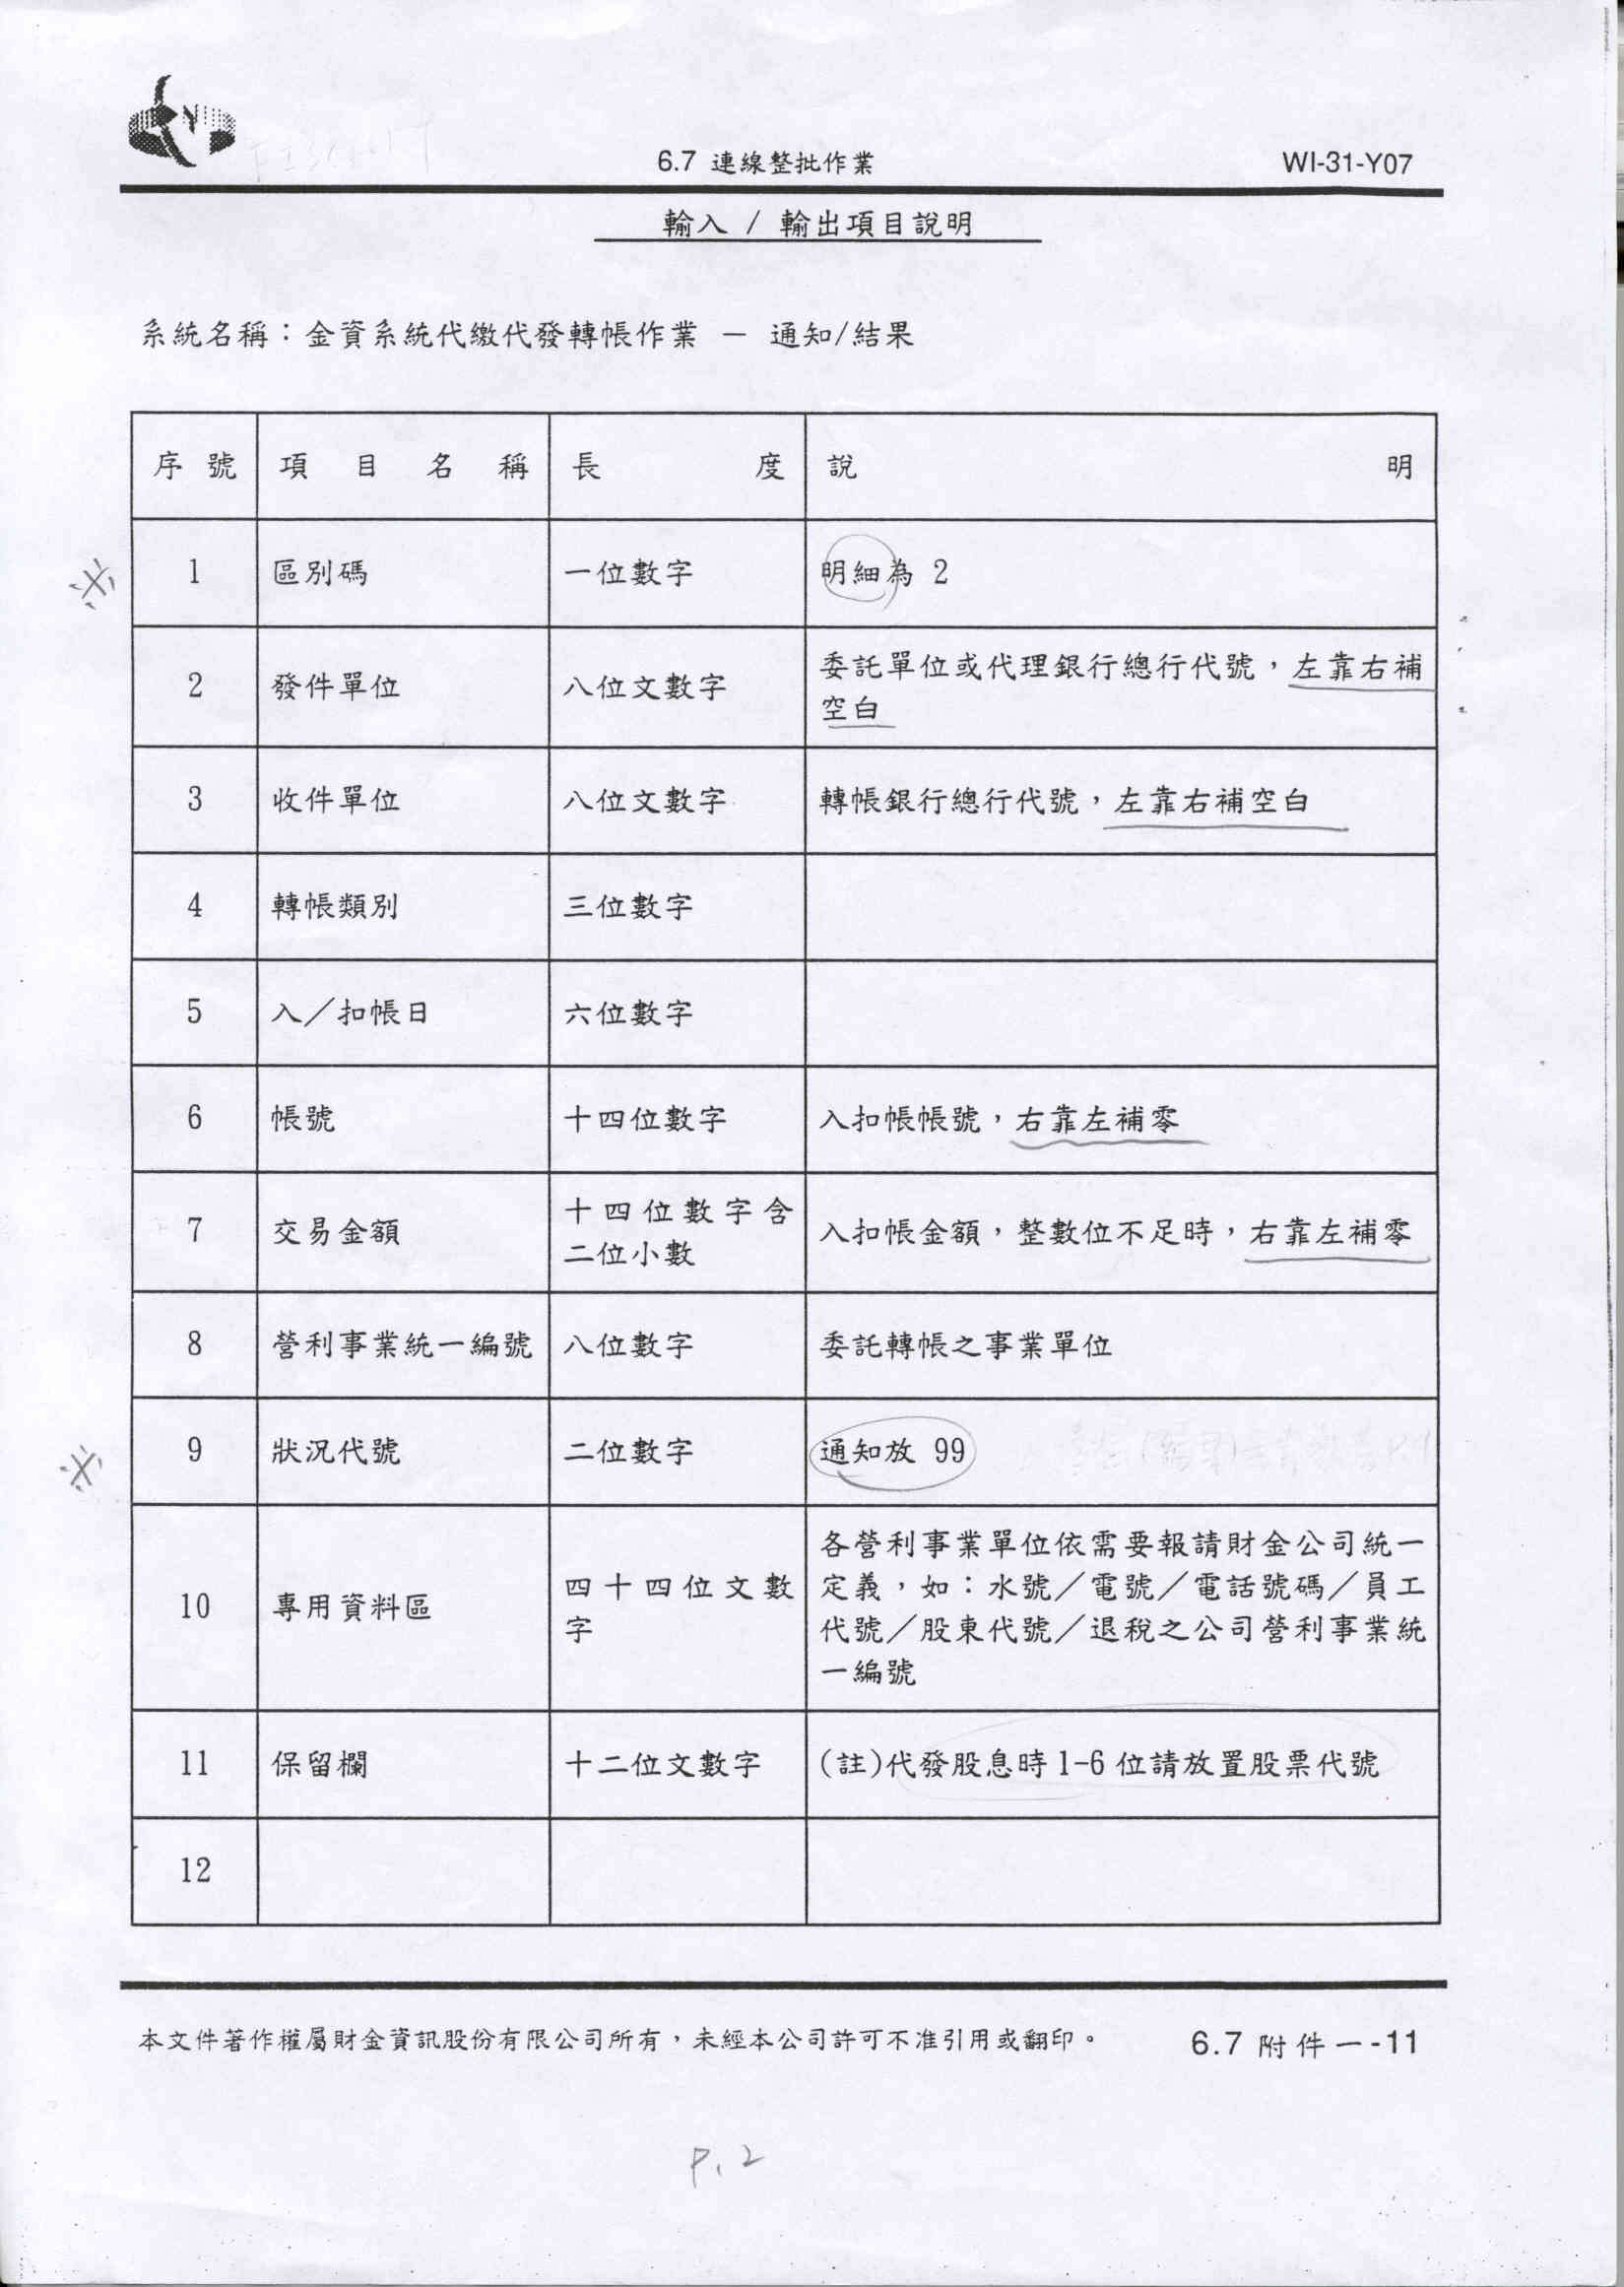 6.7 連線整批作業 WI-31-Y07
輸入 / 輸出項目說明
系統名稱：金資系統代繳代發轉帳作業 － 通知/結果
序號 項目名稱 長度 說明
1 區別碼 一位數字 明細為 2
2 發件單位 八位文數字 委託單位或代理銀行總行代號，左靠右補
空白
3 收件單位 八位文數字 轉帳銀行總行代號，左靠右補空白
4 轉帳類別 三位數字
5 入／扣帳日 六位數字
6 帳號 十四位數字 入扣帳帳號，右靠左補零
7 交易金額 十四位數字含
二位小數 入扣帳金額，整數位不足時，右靠左補零
8 營利事業統一編號 八位數字 委託轉帳之事業單位
9 狀況代號 二位數字 通知放 99
10 專用資料區 四十四位文數
字 各營利事業單位依需要報請財金公司統一
定義，如：水號／電號／電話號碼／員工
代號／股東代號／退稅之公司營利事業統
一編號
11 保留欄 十二位文數字 (註)代發股息時 1-6 位請放置股票代號
12
本文件著作權屬財金資訊股份有限公司所有，未經本公司許可不准引用或翻印。 6.7 附件一-11
P.2